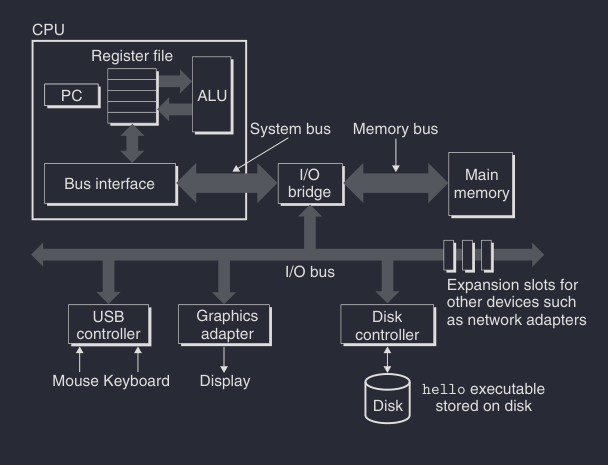 CPU
Register file
PC
ALU
System bus
Memory bus
Bus interface
I/O
bridge
Main
memory
I/O bus
Expansion slots for
other devices such
as network adapters
USB
controller
Graphics
adapter
Disk
controller
Mouse Keyboard
Display
Disk
hello executable
stored on disk